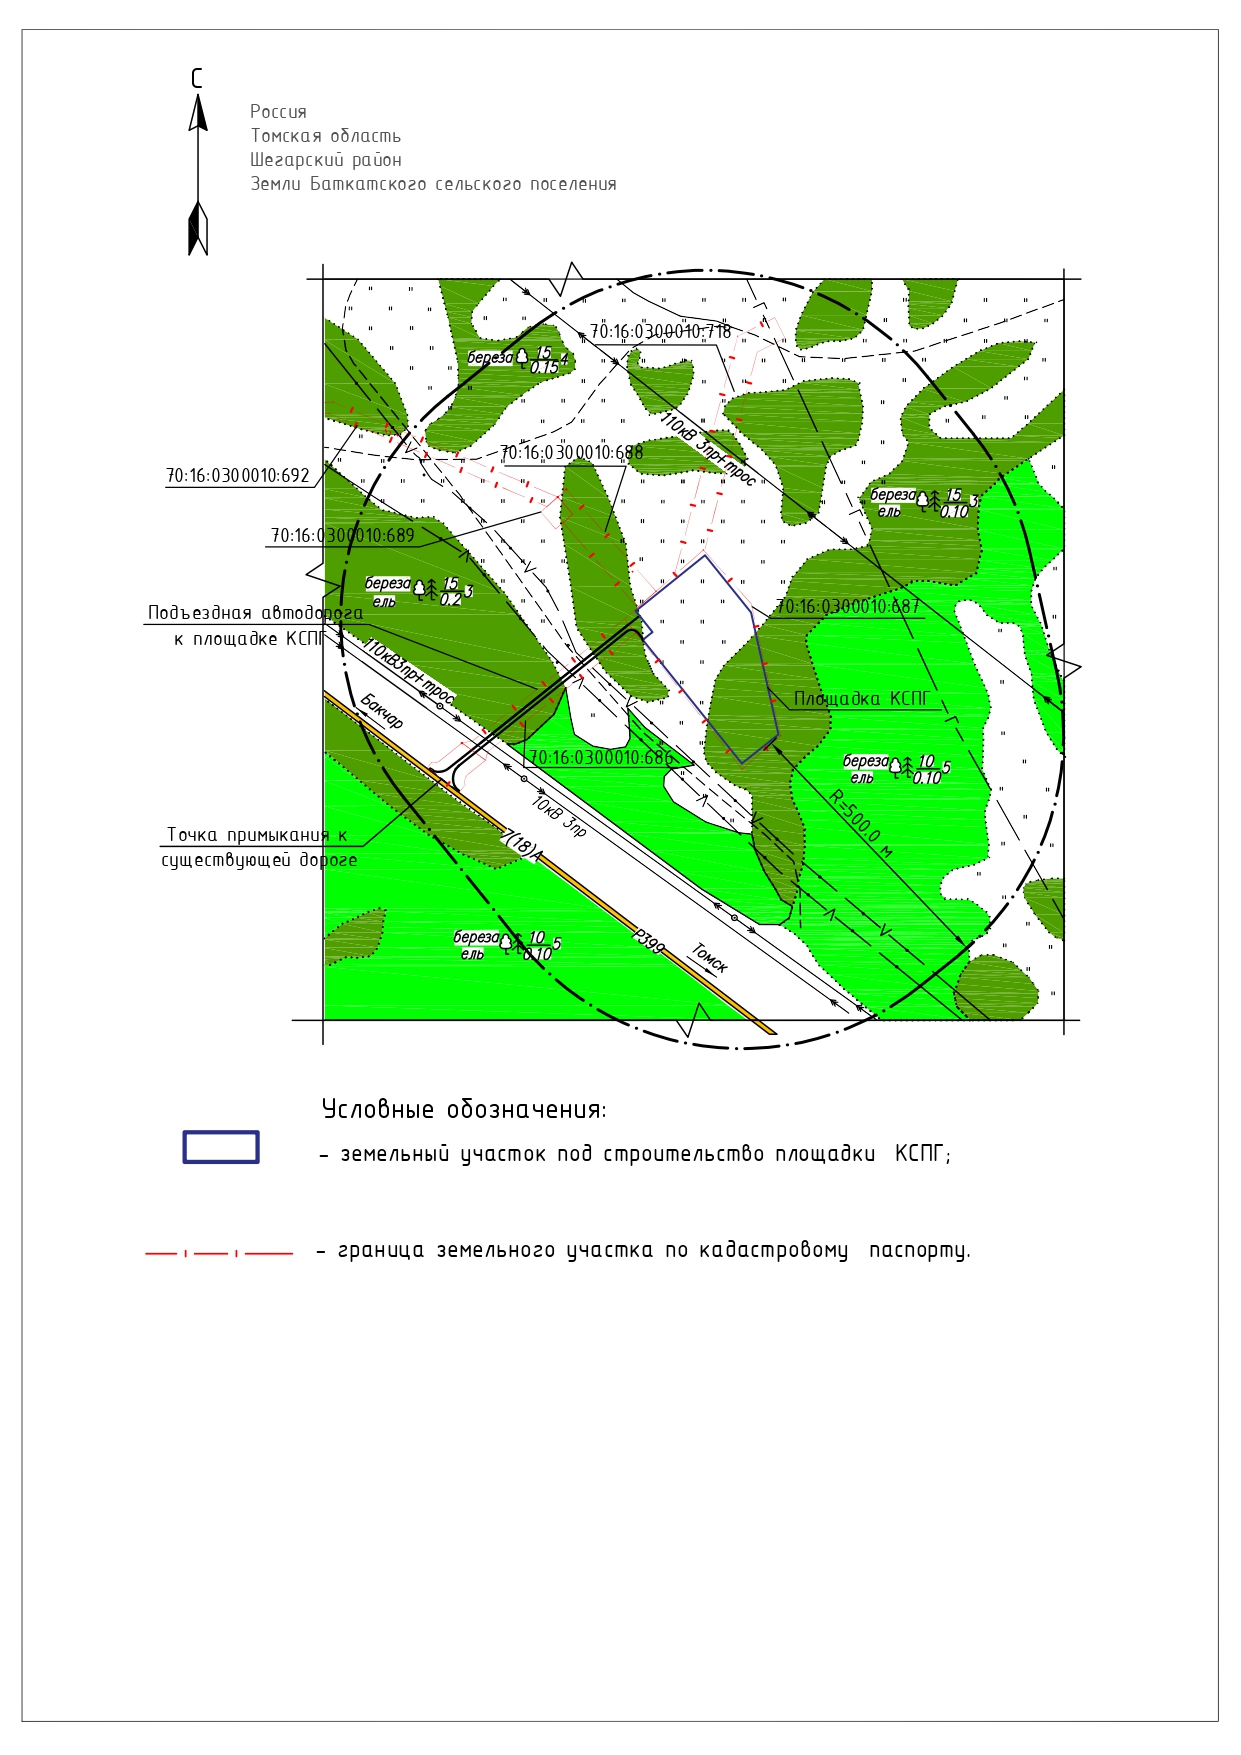 С
Россия
Томская область
Шегарский район
Земли Баткатского сельского поселения
70:16:0300010:718
береза 15 4
0.15
110кВ 3пр+трос
70:16:0300010:688
70:16:0300010:692
береза 15 3
ель 0.10
70:16:0300010:689
береза 15 3
ель 0.2
70:16:0300010:687
Подъездная автодорога
к площадке КСПГ
110кВ3пр+трос
Площадка КСПГ
Бакчар
70:16:0300010:686
береза 10 5
ель 0.10
R=500.0 м
10кВ 3пр
Точка примыкания к
существующей дороге
7(18)А
береза 10 5
ель 0.10
Р399
Томск
Условные обозначения:
– земельный участок под строительство площадки КСПГ;
– граница земельного участка по кадастровому паспорту.